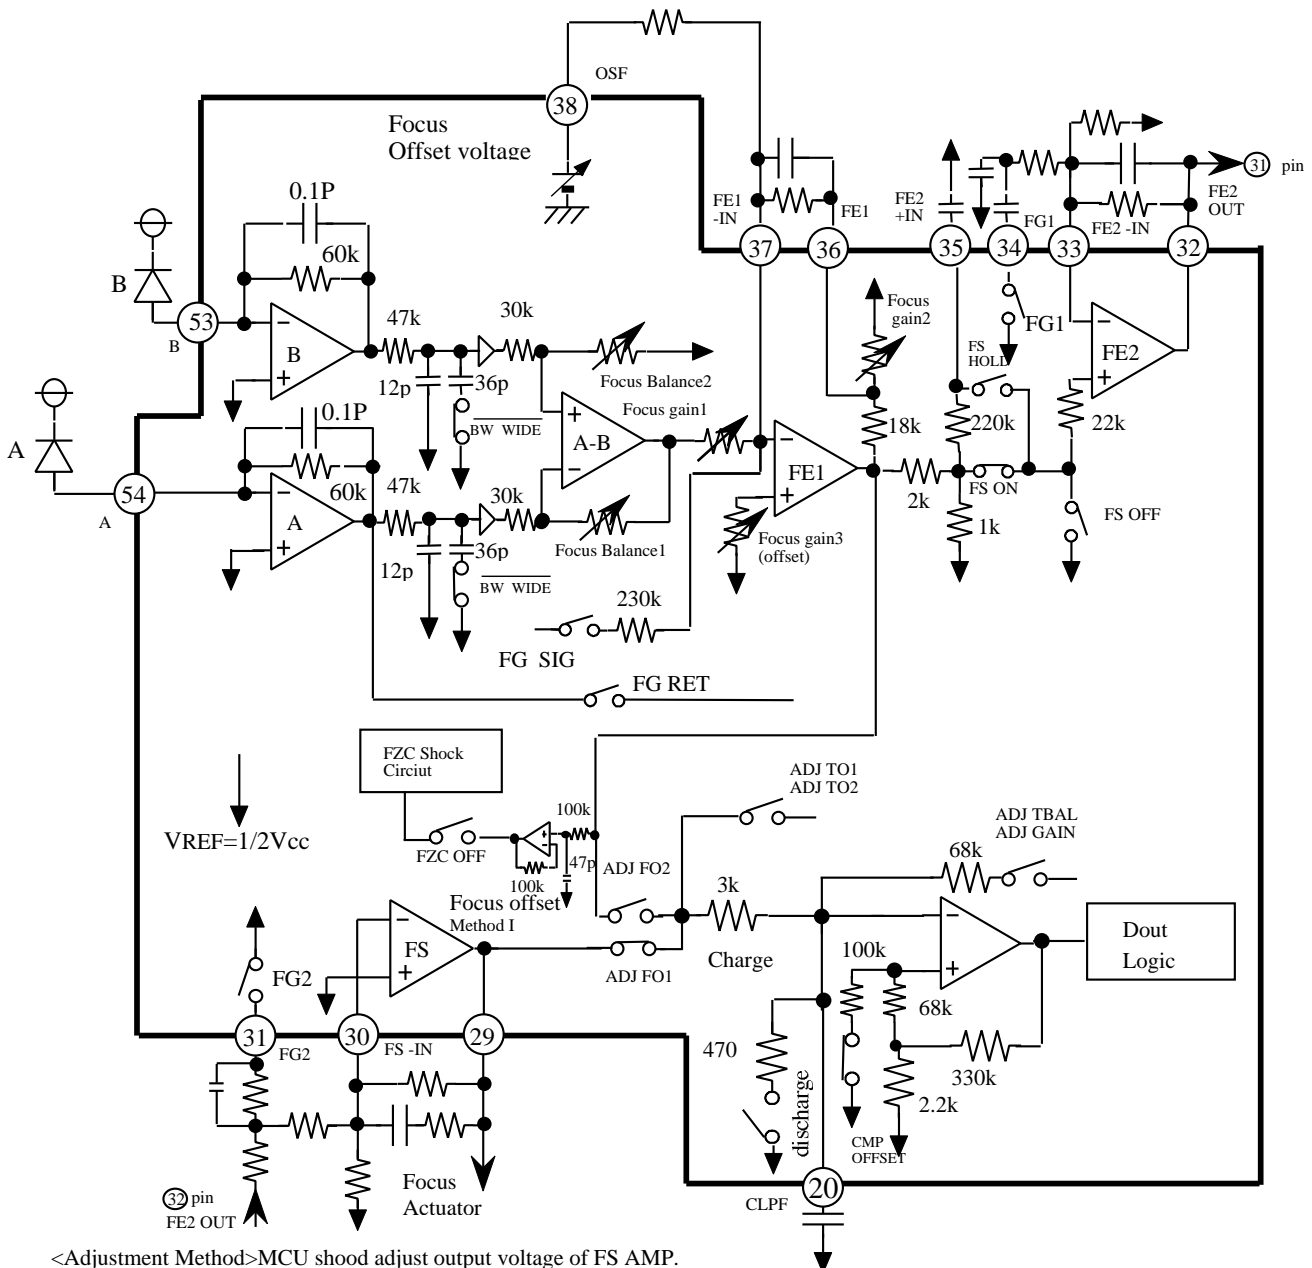 OSF
38
Focus
Offset voltage
FE1
-IN
FE1
FE2
+IN
FG1
FE2 -IN
FE2
OUT
31 pin
37
36
35
34
33
32
0.1P
60k
B
53
B
B
47k
30k
12p
36p
BW WIDE
Focus Balance2
Focus gain1
Focus
gain2
FS
HOLD
FG1
FE2
A
54
A
0.1P
60k
A
47k
30k
12p
36p
BW WIDE
A-B
Focus Balance1
FE1
18k
220k
22k
2k
FS ON
1k
FS OFF
Focus gain3
(offset)
230k
FG SIG
FG RET
FZC Shock
Circiut
VREF=1/2Vcc
FZC OFF
100k
100k
47p
ADJ TO1
ADJ TO2
ADJ FO2
ADJ TBAL
ADJ GAIN
68k
3k
Charge
Focus offset
Method I
FS
ADJ FO1
FG2
100k
68k
Dout
Logic
31
FG2
30
FS -IN
29
470
discharge
330k
2.2k
CMP
OFFSET
32 pin
FE2 OUT
Focus
Actuator
CLPF
20
<Adjustment Method>MCU shood adjust output voltage of FS AMP.